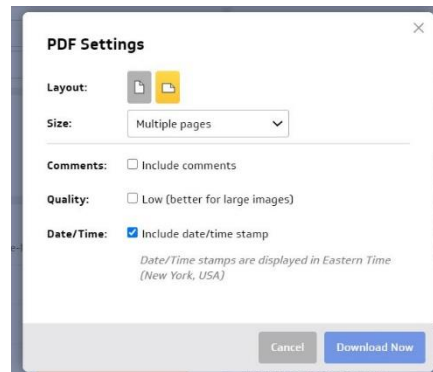 PDF Settings
Layout:
Size: Multiple pages
Comments: Include comments
Quality: Low (better for large images)
Date/Time: Include date/time stamp
Date/Time stamps are displayed in Eastern Time
(New York, USA)
Cancel Download Now